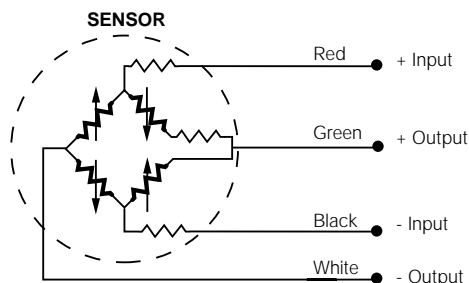 SENSOR
Red + Input
Green + Output
Black - Input
White - Output